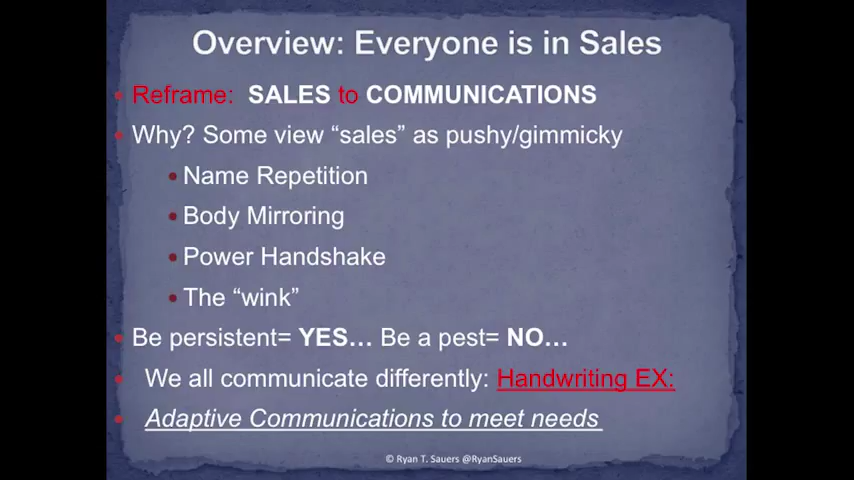 Overview: Everyone is in Sales
• Reframe: SALES to COMMUNICATIONS
• Why? Some view “sales” as pushy/gimmicky
• Name Repetition
• Body Mirroring
• Power Handshake
• The “wink”
• Be persistent= YES… Be a pest= NO…
• We all communicate differently: Handwriting EX:
• Adaptive Communications to meet needs
© Ryan T. Sauers @RyanSauers